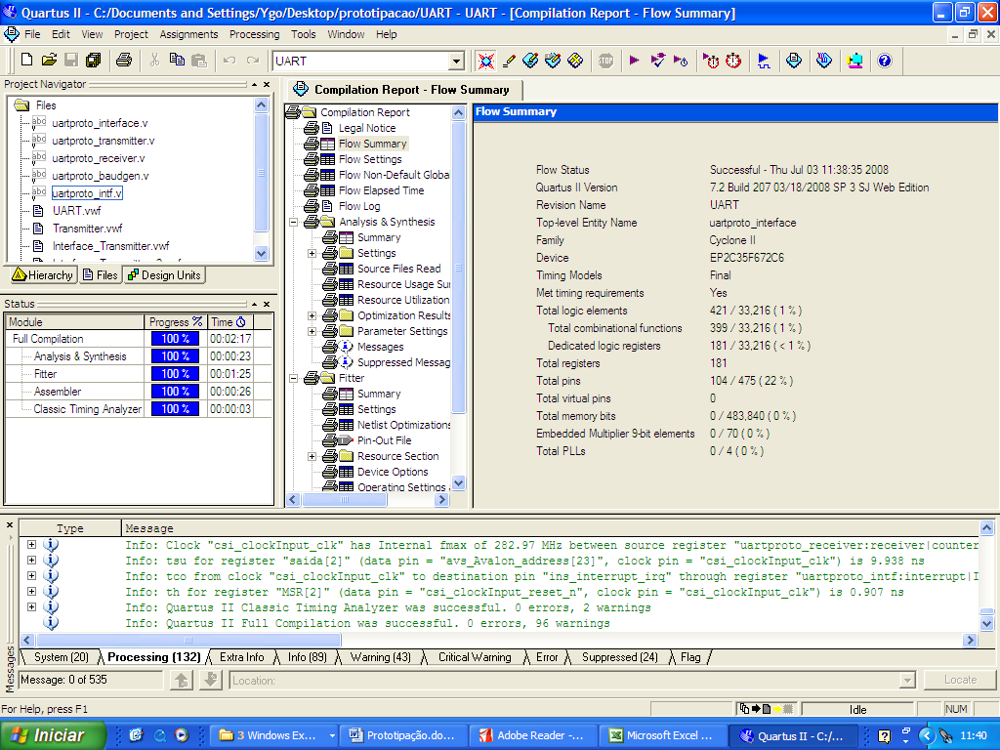 Quartus II - C:/Documents and Settings/Ygo/Desktop/prototipacao/UART - UART - [Compilation Report - Flow Summary]
File Edit View Project Assignments Processing Tools Window Help
UART
STOP
Project Navigator
Files
uartproto_interface.v
uartproto_transmitter.v
uartproto_receiver.v
uartproto_baudgen.v
uartproto_intf.v
UART.vwf
Transmitter.vwf
Interface_Transmitter.vwf
Hierarchy Files Design Units
Status
Module Progress % Time
Full Compilation 100 % 00:02:17
Analysis & Synthesis 100 % 00:00:23
Fitter 100 % 00:01:25
Assembler 100 % 00:00:26
Classic Timing Analyzer 100 % 00:00:03
Compilation Report - Flow Summary
Compilation Report
Legal Notice
Flow Summary
Flow Settings
Flow Non-Default Globa
Flow Elapsed Time
Flow Log
Analysis & Synthesis
Summary
Settings
Source Files Read
Resource Usage Su
Resource Utilization
Optimization Results
Parameter Settings
Messages
Suppressed Messag
Fitter
Summary
Settings
Netlist Optimizations
Pin-Out File
Resource Section
Device Options
Operating Settings
Flow Summary
Flow Status Successful - Thu Jul 03 11:38:35 2008
Quartus II Version 7.2 Build 207 03/18/2008 SP 3 SJ Web Edition
Revision Name UART
Top-level Entity Name uartproto_interface
Family Cyclone II
Device EP2C35F672C6
Timing Models Final
Met timing requirements Yes
Total logic elements 421 / 33,216 ( 1 % )
Total combinational functions 399 / 33,216 ( 1 % )
Dedicated logic registers 181 / 33,216 ( < 1 % )
Total registers 181
Total pins 104 / 475 ( 22 % )
Total virtual pins 0
Total memory bits 0 / 483,840 ( 0 % )
Embedded Multiplier 9-bit elements 0 / 70 ( 0 % )
Total PLLs 0 / 4 ( 0 % )
Type Message
Info: Clock "csi_clockInput_clk" has Internal fmax of 282.97 MHz between source register "uartproto_receiver:receiver|counter
Info: tsu for register "saida[2]" (data pin = "avs_Avalon_address[23]", clock pin = "csi_clockInput_clk") is 9.938 ns
Info: tco from clock "csi_clockInput_clk" to destination pin "ins_interrupt_irq" through register "uartproto_intf:interrupt|I
Info: th for register "MSR[2]" (data pin = "csi_clockInput_reset_n", clock pin = "csi_clockInput_clk") is 0.907 ns
Info: Quartus II Classic Timing Analyzer was successful. 0 errors, 2 warnings
Info: Quartus II Full Compilation was successful. 0 errors, 96 warnings
System (20) Processing (132) Extra Info Info (89) Warning (43) Critical Warning Error Suppressed (24) Flag
Messages
Message: 0 of 535 Location: Locate
For Help, press F1 Idle NUM
Iniciar 3 Windows Ex... Prototipação.do... Adobe Reader -... Microsoft Excel ... Quartus II - C:/... 11:40